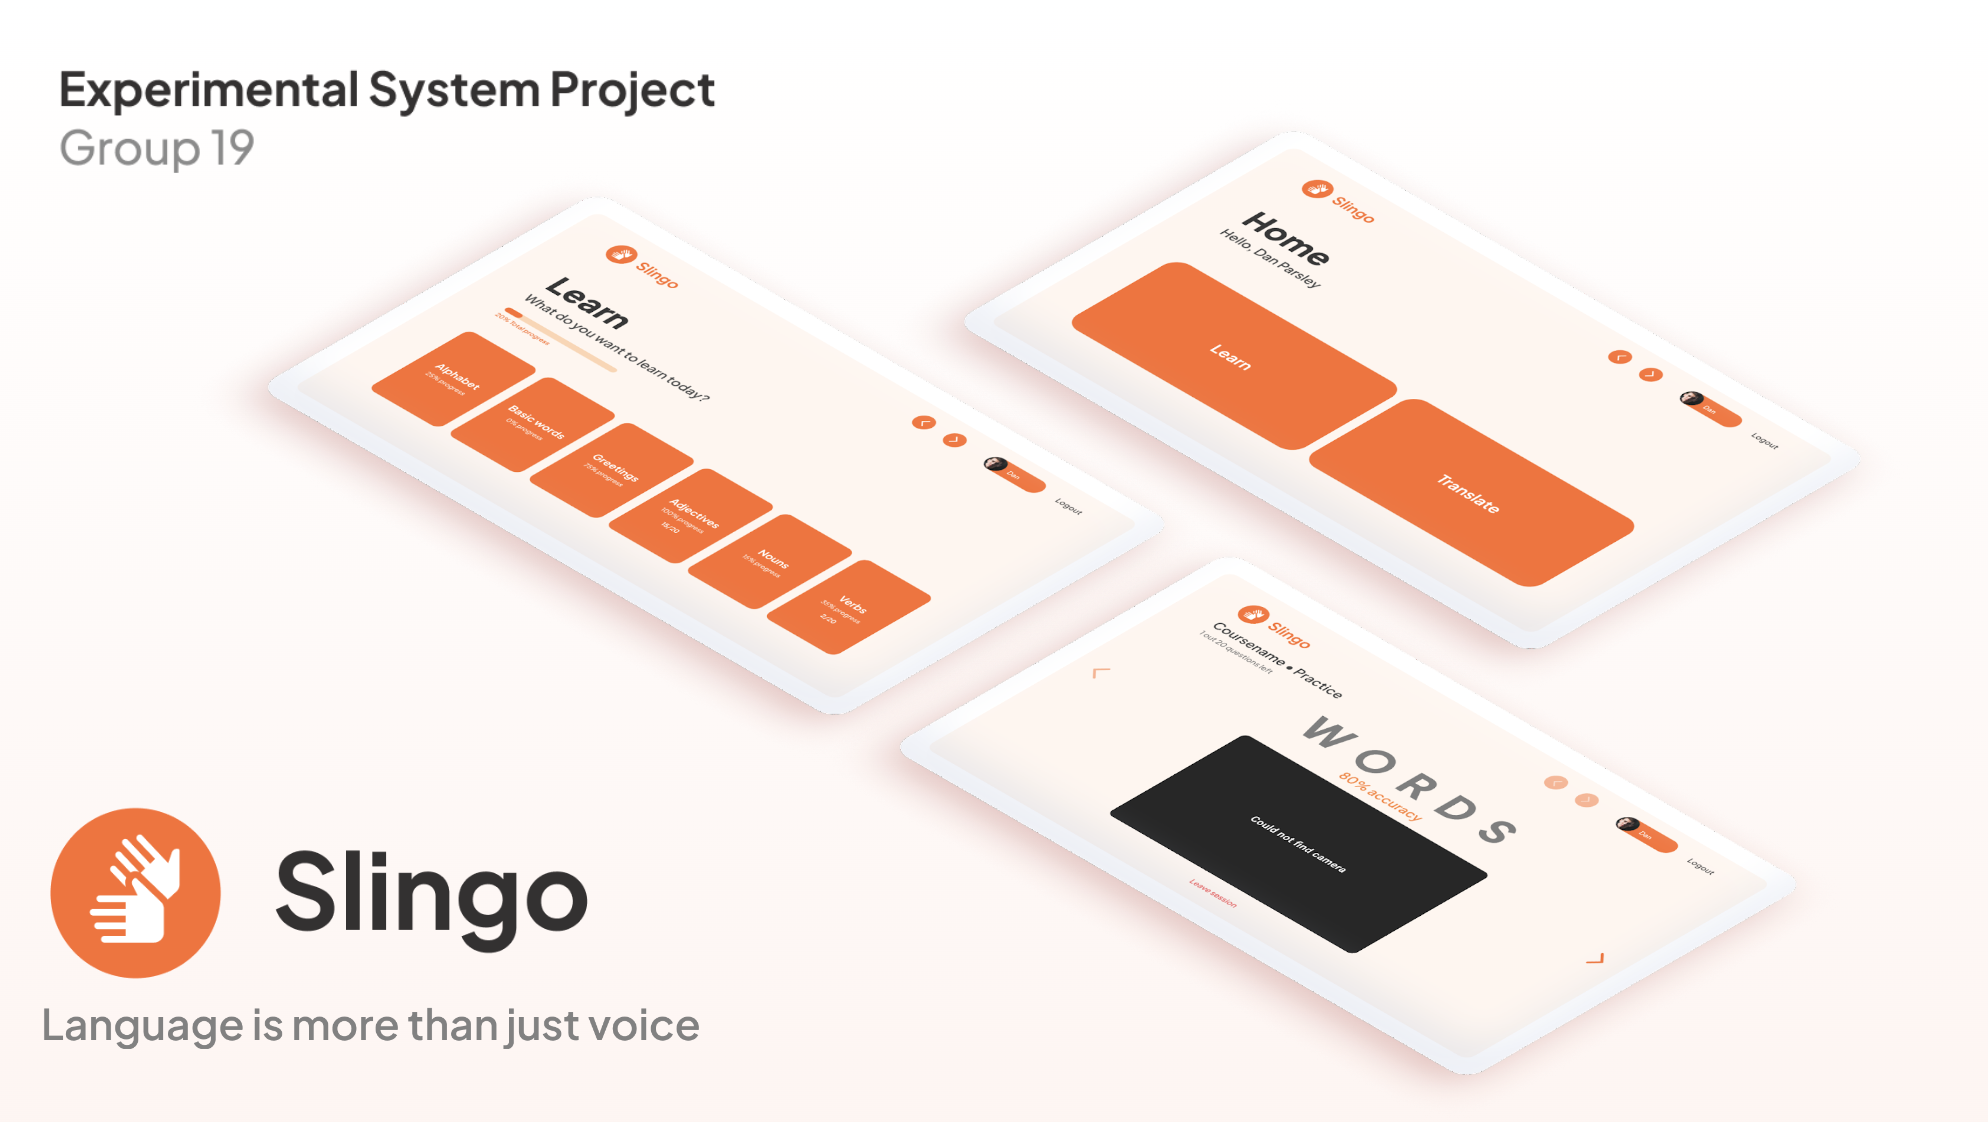 Experimental System Project
Group 19
Slingo
Learn
What do you want to learn today?
20% Total progress
Alphabet
25% progress
Basic words
0% progress
Greetings
75% progress
Adjectives
100% progress
15/20
Nouns
15% progress
Verbs
35% progress
2/20
Dan
Logout
Slingo
Home
Hello, Dan Parsley
Learn
Translate
Dan
Logout
Slingo
Coursename • Practice
1 out 20 questions left
WORDS
80% accuracy
Could not find camera
Leave session
Dan
Logout
Slingo
Language is more than just voice